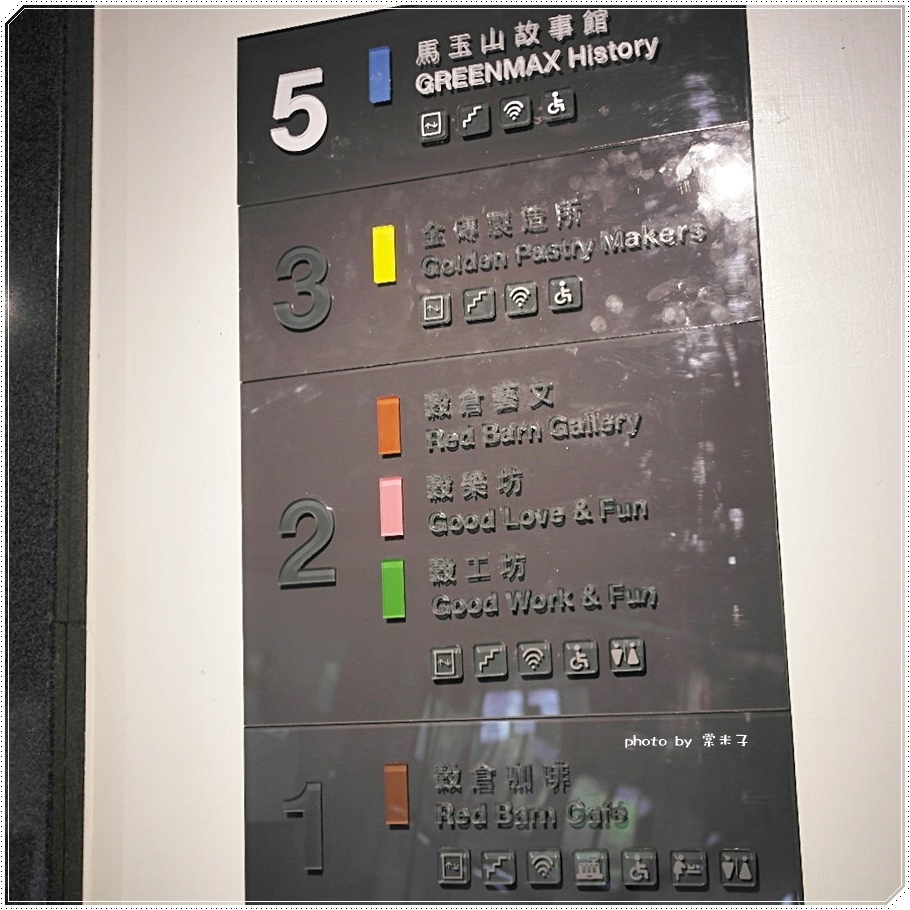 5
馬玉山故事館
GREENMAX History
3
金傳製造所
Golden Pastry Makers
2
穀倉藝文
Red Barn Gallery
穀樂坊
Good Love & Fun
穀工坊
Good Work & Fun
1
穀倉咖啡
Red Barn Café
photo by 棠米子